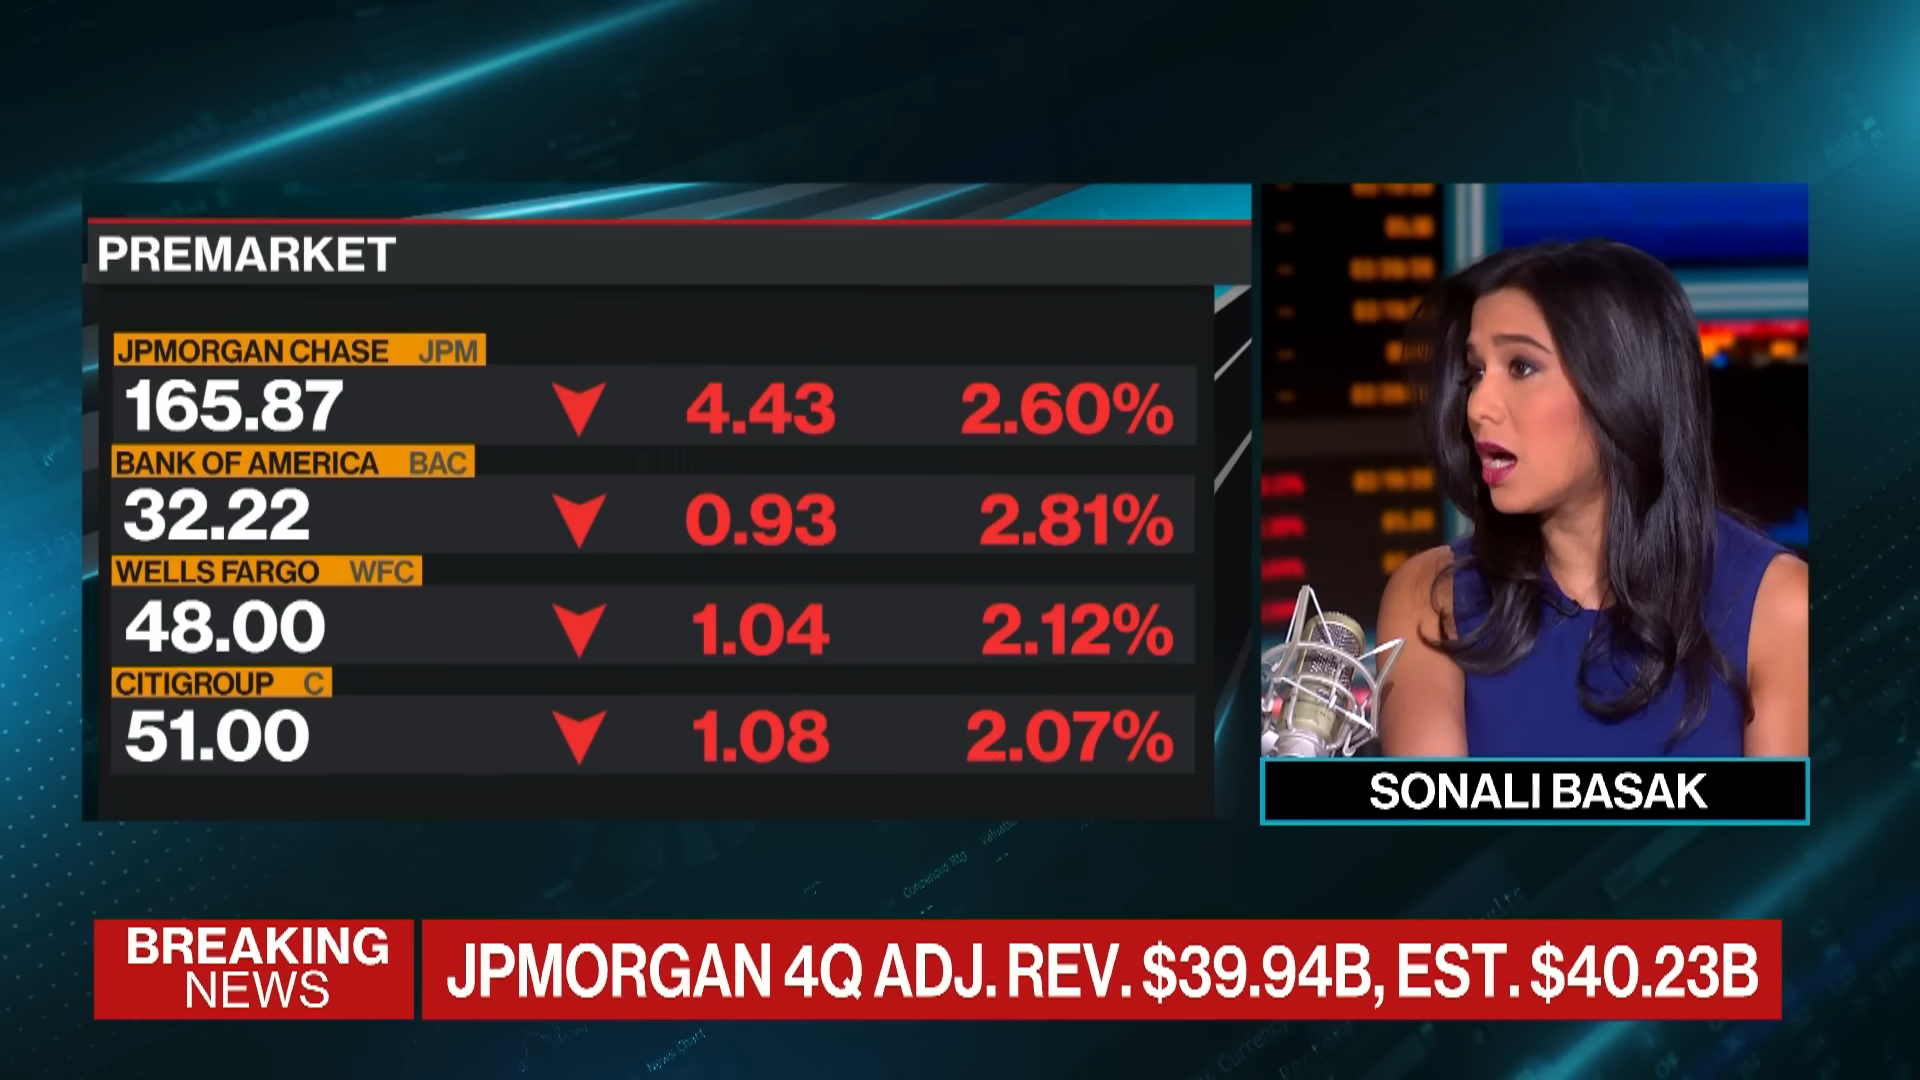 PREMARKET
JPMORGAN CHASE JPM
165.87 4.43 2.60%
BANK OF AMERICA BAC
32.22 0.93 2.81%
WELLS FARGO WFC
48.00 1.04 2.12%
CITIGROUP C
51.00 1.08 2.07%
SONALI BASAK
BREAKING
NEWS
JPMORGAN 4Q ADJ. REV. $39.94B, EST. $40.23B